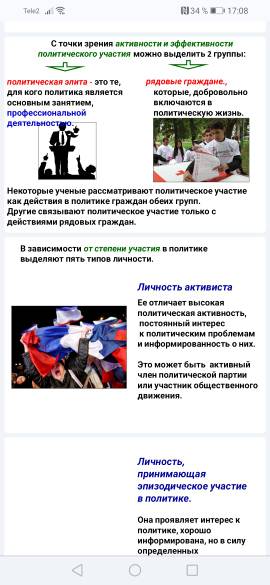 Tele2 34 % 17:08
С точки зрения активности и эффективности
политического участия можно выделить 2 группы:
политическая элита - это те,
для кого политика является
основным занятием,
профессиональной
деятельностью.
рядовые граждане.,
которые, добровольно
включаются в
политическую жизнь.
Некоторые ученые рассматривают политическое участие
как действия в политике граждан обеих групп.
Другие связывают политическое участие только с
действиями рядовых граждан.
В зависимости от степени участия в политике
выделяют пять типов личности.
Личность активиста
Ее отличает высокая
политическая активность,
постоянный интерес
к политическим проблемам
и информированность о них.
Это может быть активный
член политической партии
или участник общественного
движения.
Личность,
принимающая
эпизодическое участие
в политике.
Она проявляет интерес к
политике, хорошо
информирована, но в силу
определенных